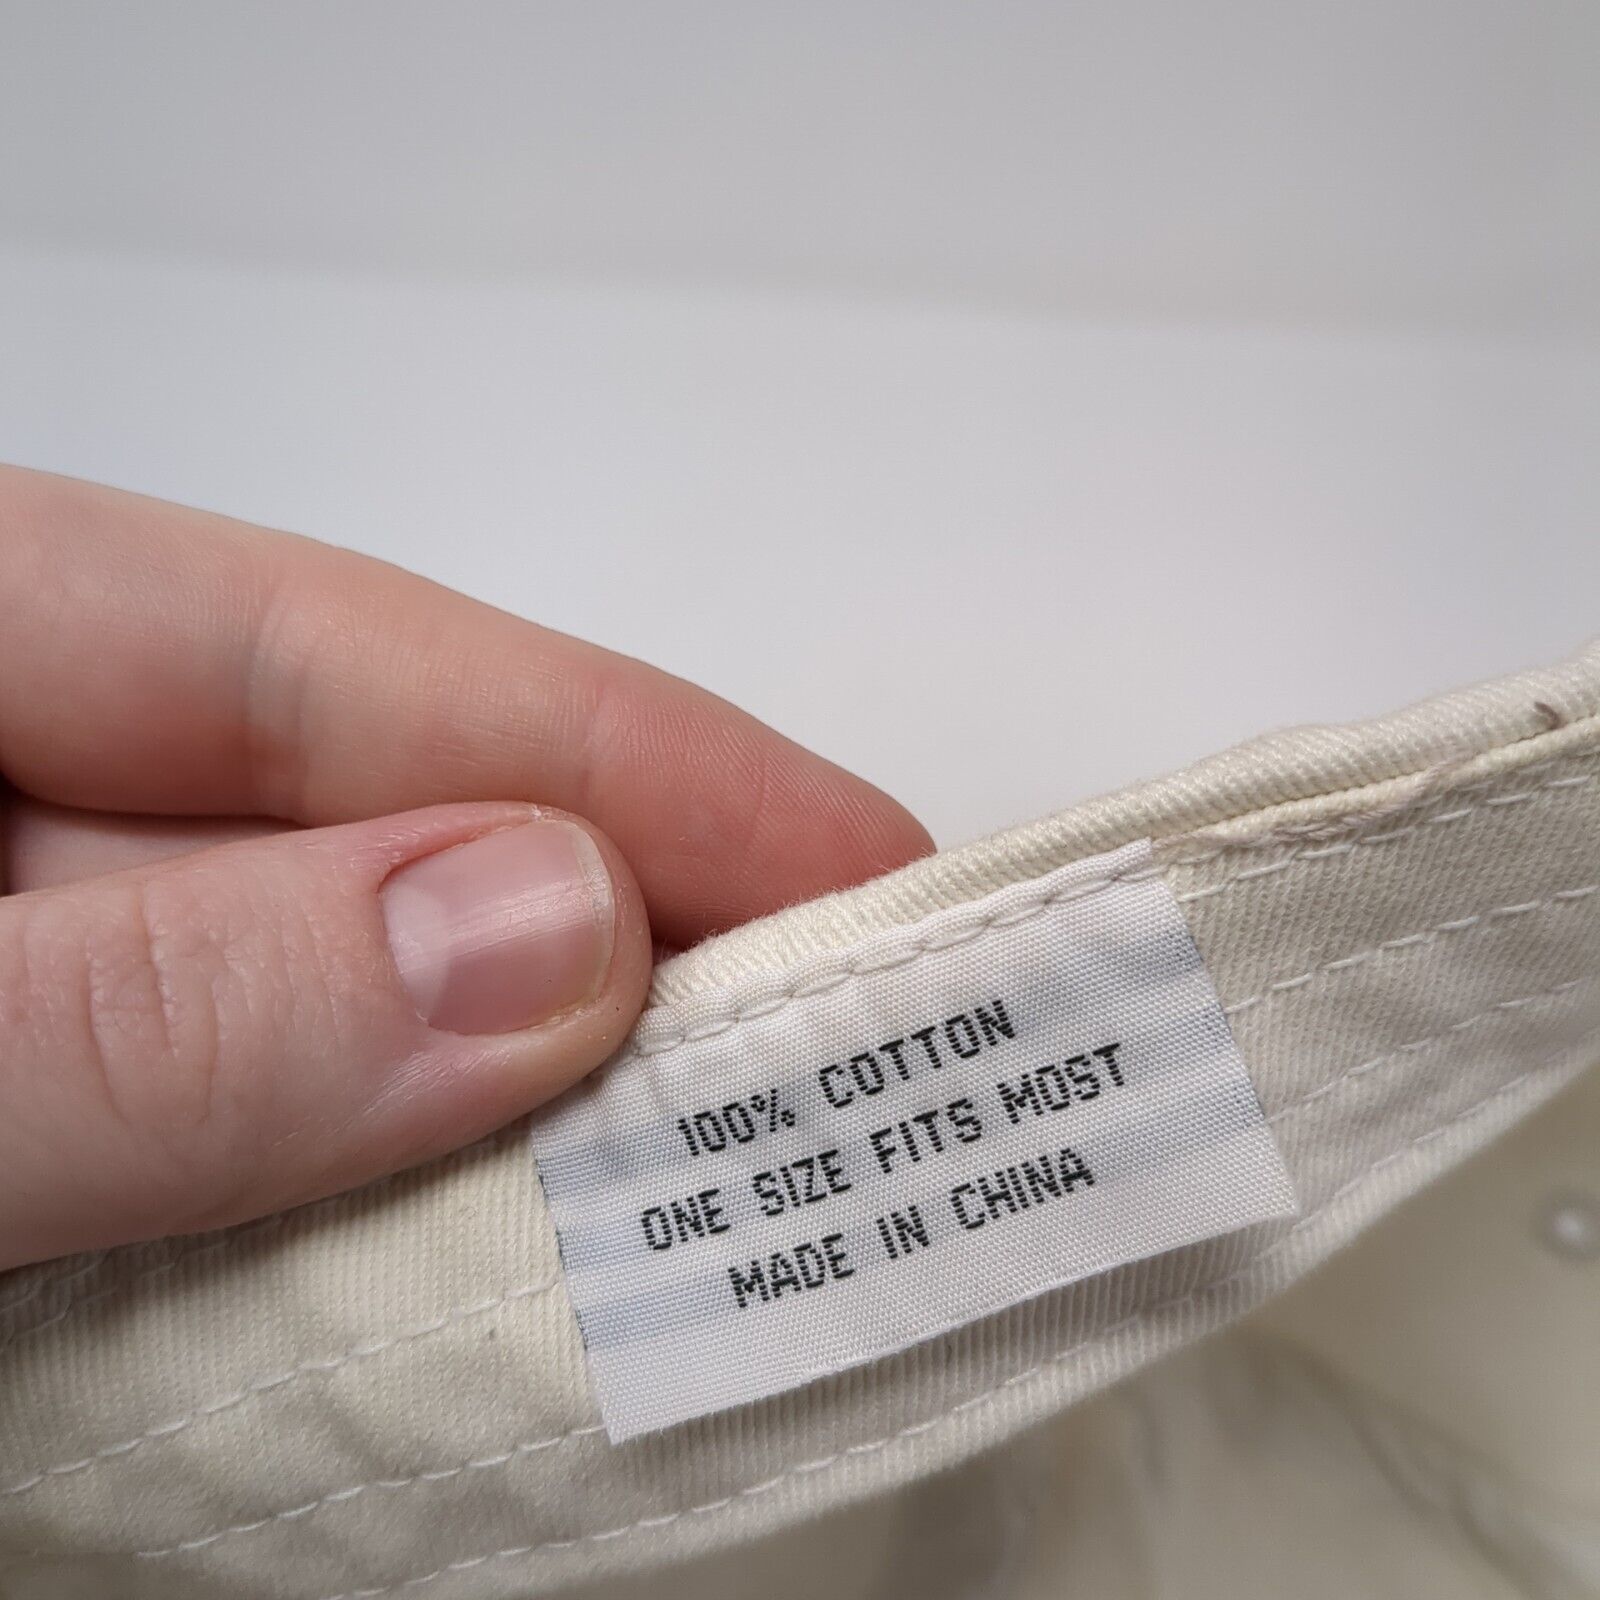 100% COTTON
ONE SIZE FITS MOST
MADE IN CHINA